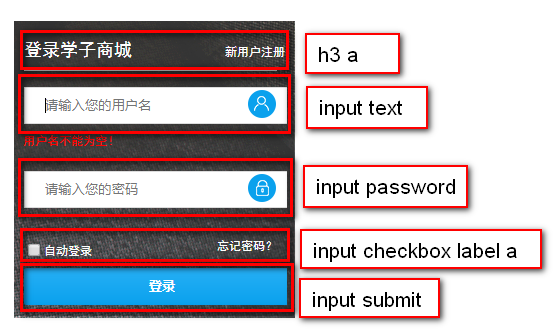 登录学子商城 新用户注册 h3 a
请输入您的用户名 input text
用户名不能为空!
请输入您的密码 input password
自动登录 忘记密码? input checkbox label a
登录 input submit